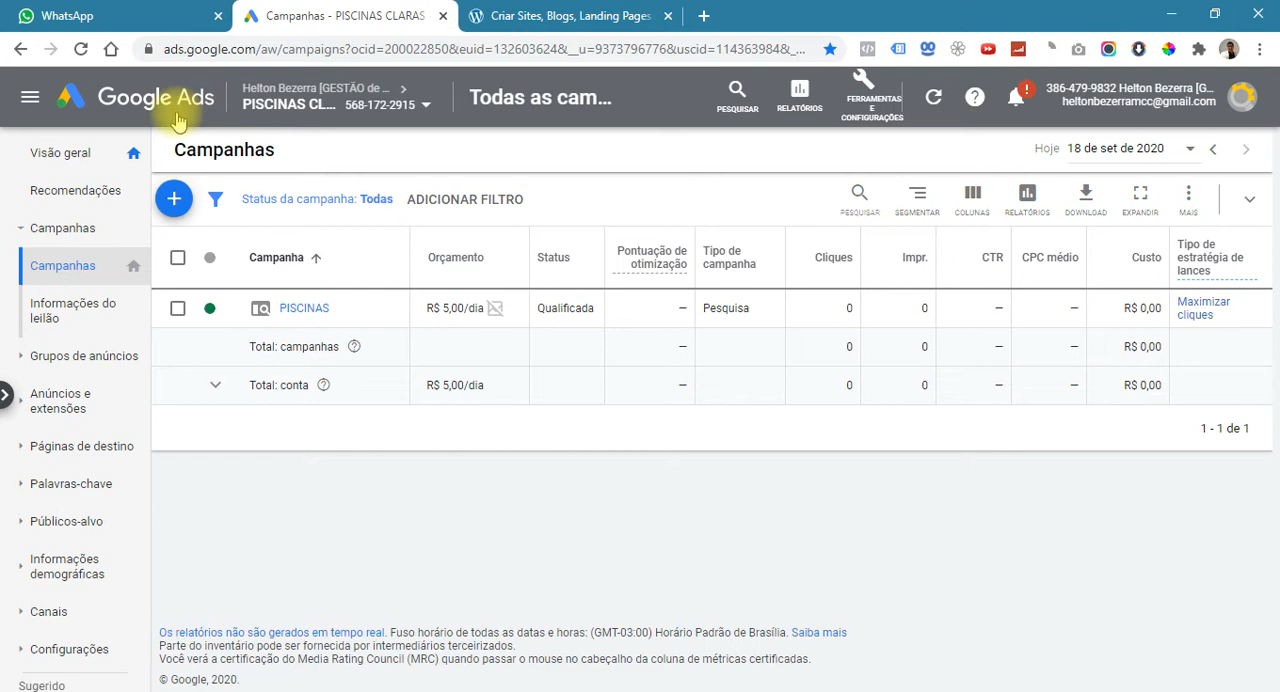 WhatsApp
Campanhas - PISCINAS CLARAS
Criar Sites, Blogs, Landing Pages
ads.google.com/aw/campaigns?ocid=200022850&euid=132603624&__u=9373796776&uscid=114363984&_...
Google Ads
Helton Bezerra [GESTÃO de ...
PISCINAS CL... 568-172-2915
Todas as cam...
PESQUISAR
RELATÓRIOS
FERRAMENTAS
E
CONFIGURAÇÕES
386-479-9832 Helton Bezerra [G...
heltonbezerramcc@gmail.com
Visão geral
Recomendações
Campanhas
Campanhas
Informações do
leilão
Grupos de anúncios
Anúncios e
extensões
Páginas de destino
Palavras-chave
Públicos-alvo
Informações
demográficas
Canais
Configurações
Sugerido
Campanhas
Hoje 18 de set de 2020
Status da campanha: Todas ADICIONAR FILTRO
PESQUISAR SEGMENTAR COLUNAS RELATÓRIOS DOWNLOAD EXPANDIR MAIS
Campanha
Orçamento
Status
Pontuação de
otimização
Tipo de
campanha
Cliques
Impr.
CTR
CPC médio
Custo
Tipo de
estratégia de
lances
PISCINAS R$ 5,00/dia Qualificada – Pesquisa 0 0 – – R$ 0,00 Maximizar
cliques
Total: campanhas – 0 0 – – R$ 0,00
Total: conta R$ 5,00/dia – 0 0 – – R$ 0,00
1 - 1 de 1
Os relatórios não são gerados em tempo real. Fuso horário de todas as datas e horas: (GMT-03:00) Horário Padrão de Brasília. Saiba mais
Parte do inventário pode ser fornecida por intermediários terceirizados.
Você verá a certificação do Media Rating Council (MRC) quando passar o mouse no cabeçalho da coluna de métricas certificadas.
© Google, 2020.